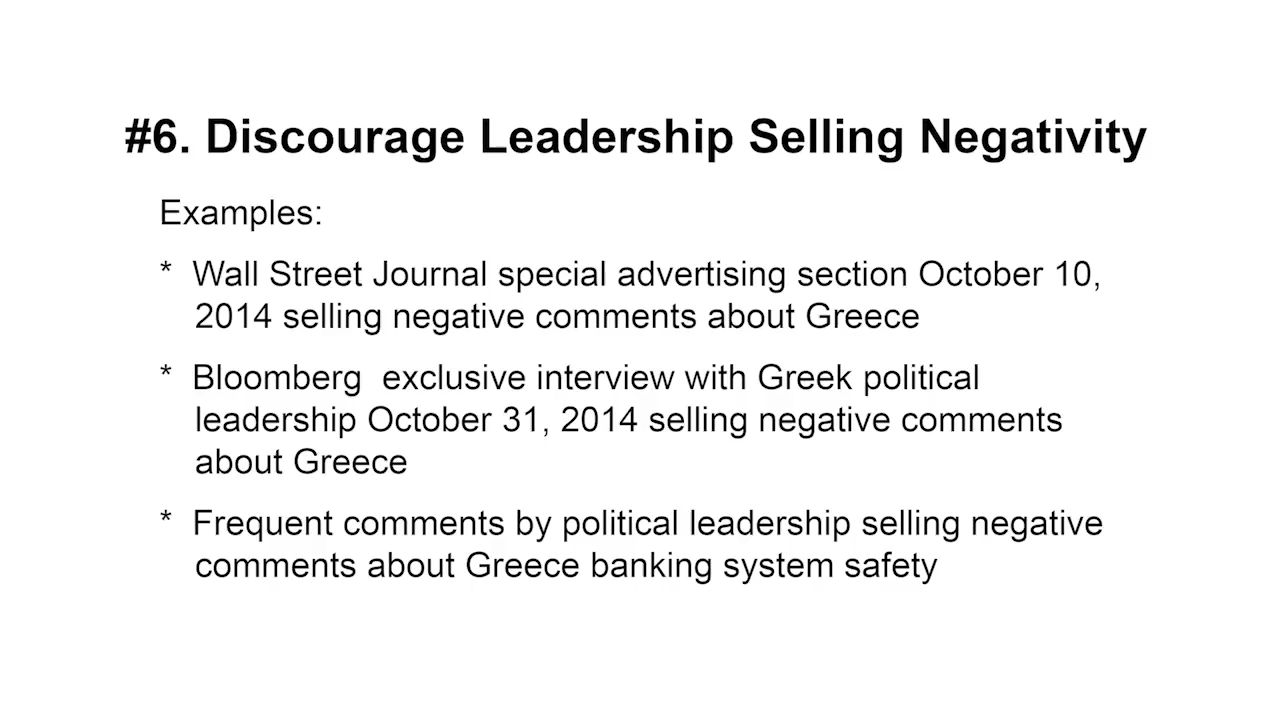 #6. Discourage Leadership Selling Negativity
Examples:
* Wall Street Journal special advertising section October 10,
2014 selling negative comments about Greece
* Bloomberg  exclusive interview with Greek political
leadership October 31, 2014 selling negative comments
about Greece
* Frequent comments by political leadership selling negative
comments about Greece banking system safety